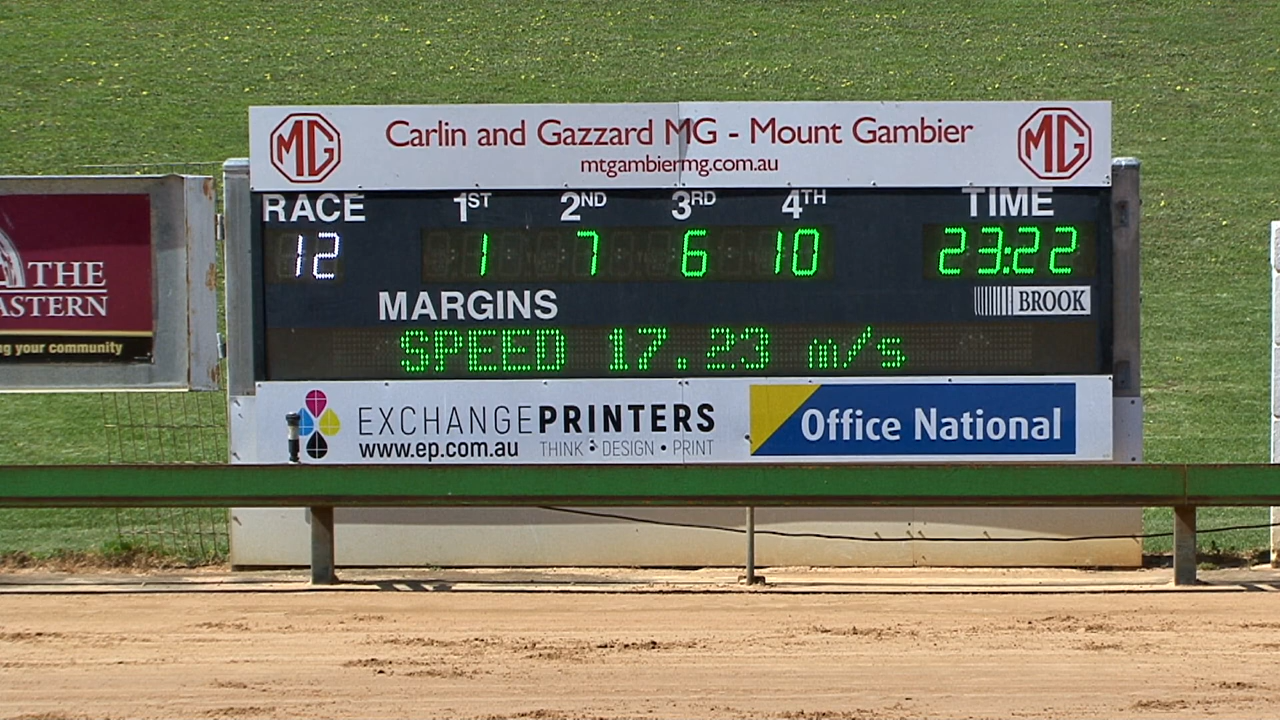 MG Carlin and Gazzard MG - Mount Gambier MG
mtgambiermg.com.au
RACE 1ST 2ND 3RD 4TH TIME
12 1 7 6 10 23:22
MARGINS BROOK
SPEED 17.23 m/s
EXCHANGEPRINTERS
www.ep.com.au THINK • DESIGN • PRINT
Office National
THE
ASTERN
your community